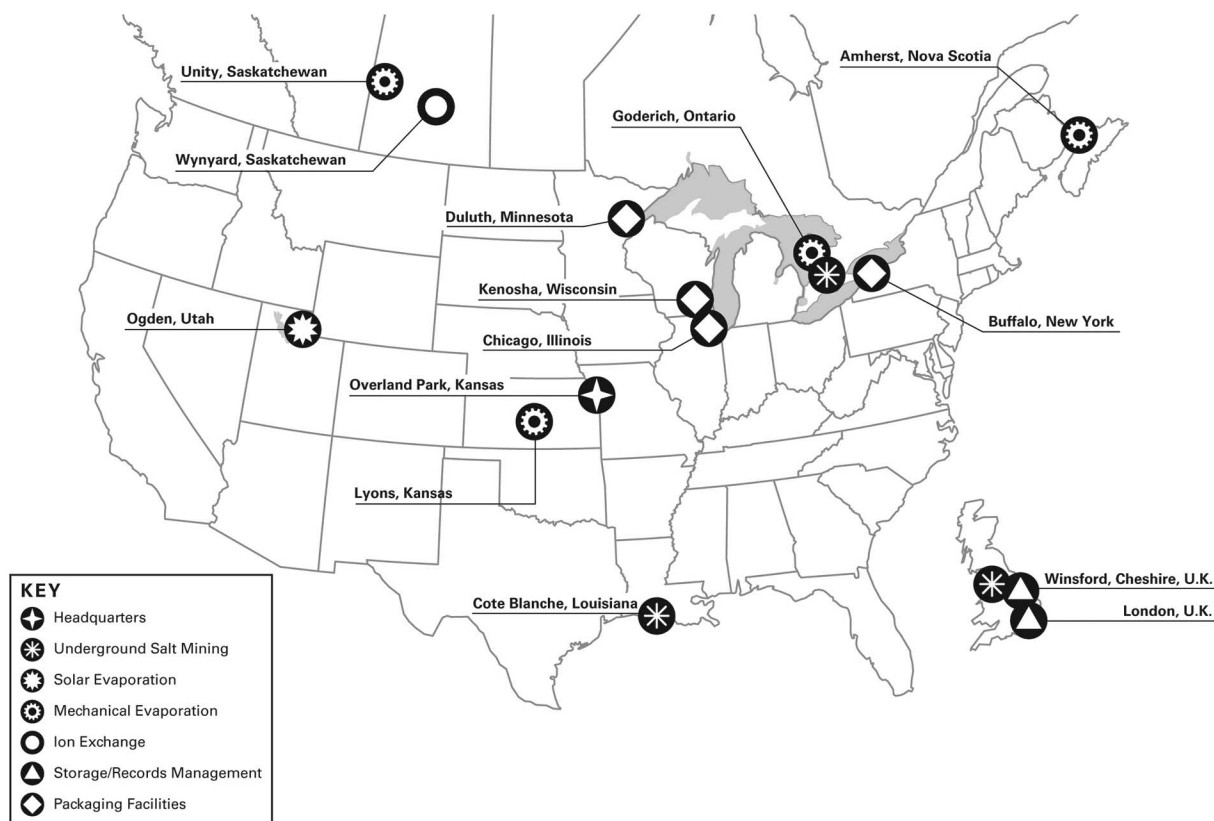 Amherst, Nova Scotia
Unity, Saskatchewan
Goderich, Ontario
Wynyard, Saskatchewan
Duluth, Minnesota
Kenosha, Wisconsin
Ogden, Utah
Buffalo, New York
Chicago, Illinois
Overland Park, Kansas
Lyons, Kansas
Winsford, Cheshire, U.K.
Cote Blanche, Louisiana
London, U.K.
KEY
Headquarters
Underground Salt Mining
Solar Evaporation
Mechanical Evaporation
Ion Exchange
Storage/Records Management
Packaging Facilities